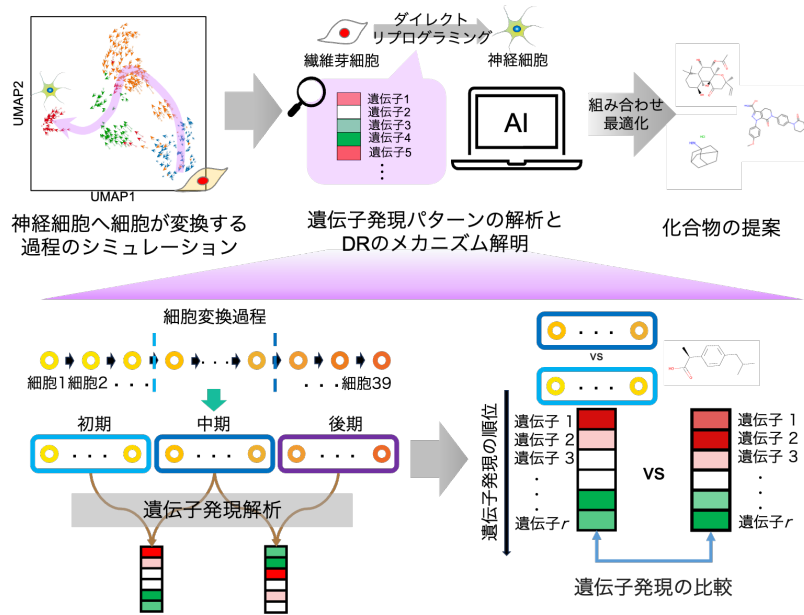 UMAP2
UMAP1
神経細胞へ細胞が変換する
過程のシミュレーション
ダイレクト
リプログラミング
繊維芽細胞
神経細胞
遺伝子1
遺伝子2
遺伝子3
遺伝子4
遺伝子5
⋮
AI
遺伝子発現パターンの解析と
DRのメカニズム解明
組み合わせ
最適化
化合物の提案
細胞変換過程
・・・・
細胞1細胞2 ・・・
・・・細胞39
初期
中期
後期
・・・
・・・
・・・
遺伝子発現解析
・・・
vs
・・・
HO
O
遺伝子発現の順位
遺伝子 1
遺伝子 2
遺伝子 3
⋮
遺伝子r
VS
遺伝子 1
遺伝子 2
遺伝子 3
⋮
遺伝子r
遺伝子発現の比較